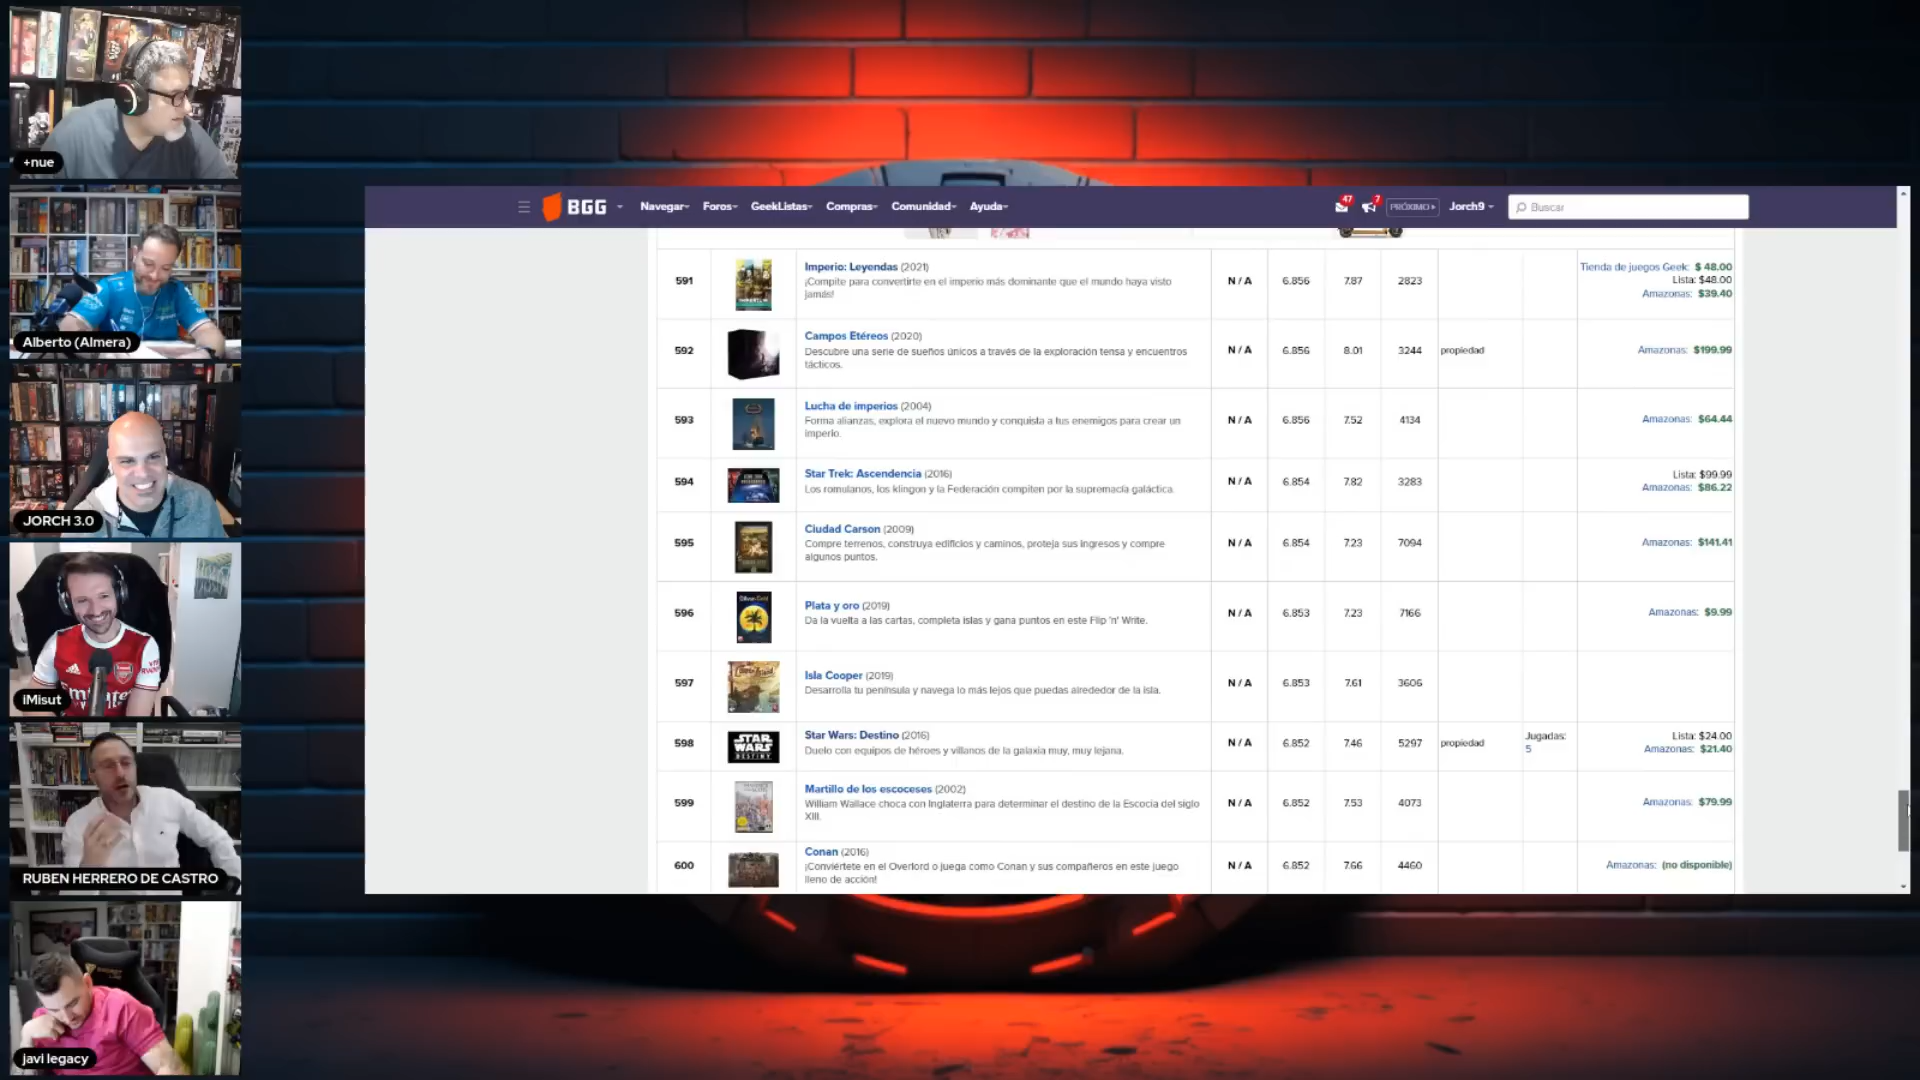 +nue
Alberto (Almera)
JORCH 3.0
Emirates
iMisut
RUBEN HERRERO DE CASTRO
javi legacy
BGG
Navegar
Foros
GeekListas
Compras
Comunidad
Ayuda
47
7
PRÓXIMO
Jorch9
Buscar
591
Imperio: Leyendas (2021)
¡Compite para convertirte en el imperio más dominante que el mundo haya visto
jamás!
N / A
6.856
7.87
2823
Tienda de juegos Geek: $ 48.00
Lista: $48.00
Amazonas: $39.40
592
Campos Etéreos (2020)
Descubre una serie de sueños únicos a través de la exploración tensa y encuentros
tácticos.
N / A
6.856
8.01
3244
propiedad
Amazonas: $199.99
593
Lucha de imperios (2004)
Forma alianzas, explora el nuevo mundo y conquista a tus enemigos para crear un
imperio.
N / A
6.856
7.52
4134
Amazonas: $64.44
594
Star Trek: Ascendencia (2016)
Los romulanos, los klingon y la Federación compiten por la supremacía galáctica.
N / A
6.854
7.82
3283
Lista: $99.99
Amazonas: $86.22
595
Ciudad Carson (2009)
Compre terrenos, construya edificios y caminos, proteja sus ingresos y compre
algunos puntos.
N / A
6.854
7.23
7094
Amazonas: $141.41
596
Plata y oro (2019)
Da la vuelta a las cartas, completa islas y gana puntos en este Flip 'n' Write.
N / A
6.853
7.23
7166
Amazonas: $9.99
597
Isla Cooper (2019)
Desarrolla tu península y navega lo más lejos que puedas alrededor de la isla.
N / A
6.853
7.61
3606
598
STAR WARS DESTINY
Star Wars: Destino (2016)
Duelo con equipos de héroes y villanos de la galaxia muy, muy lejana.
N / A
6.852
7.46
5297
propiedad
Jugadas:
5
Lista: $24.00
Amazonas: $21.40
599
Martillo de los escoceses (2002)
William Wallace choca con Inglaterra para determinar el destino de la Escocia del siglo
XIII.
N / A
6.852
7.53
4073
Amazonas: $79.99
600
Conan (2016)
¡Conviértete en el Overlord o juega como Conan y sus compañeros en este juego
lleno de acción!
N / A
6.852
7.66
4460
Amazonas: (no disponible)